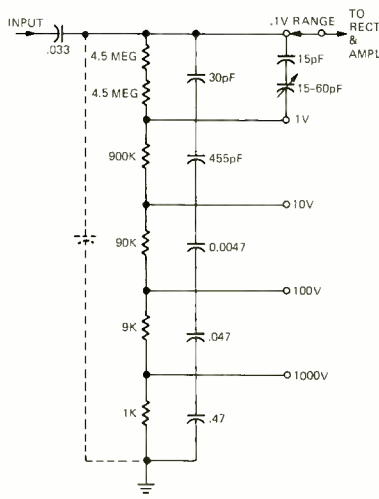 INPUT
.1V RANGE
TO
RECT
&
AMPL
.033
4.5 MEG
30pF
15pF
4.5 MEG
15-60pF
1V
900K
455pF
10V
90K
0.0047
100V
9K
.047
1000V
1K
.47